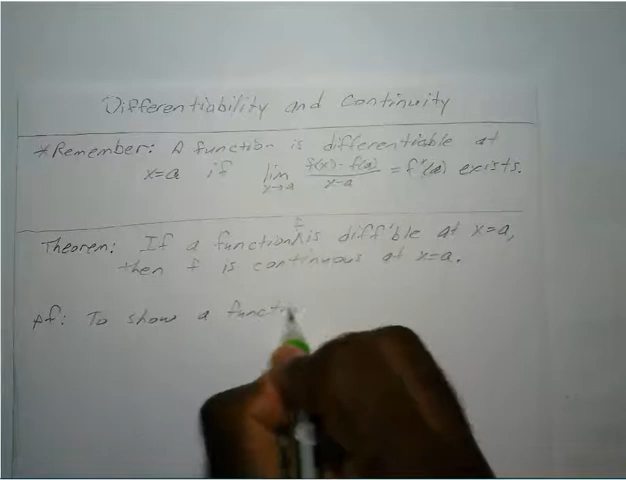 Differentiability and Continuity
*Remember: A function is differentiable at
x=a if lim x→a f(x)-f(a)/x-a = f'(a) exists.
Theorem: If a function f is diff'ble at x=a,
then f is continuous at x=a.
pf: To show a funct